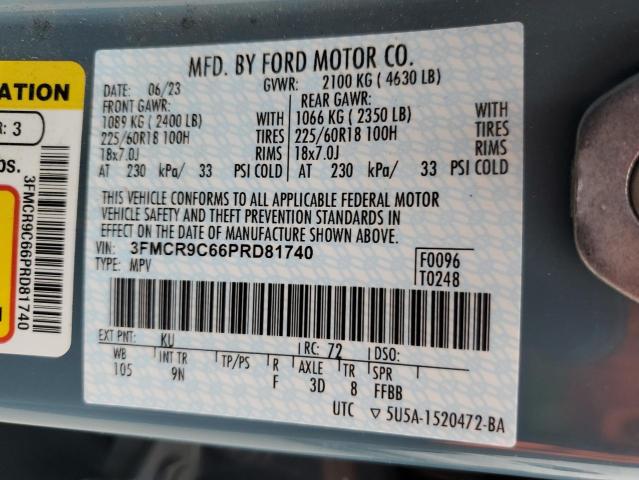 MFD. BY FORD MOTOR CO.
DATE: 06/23 GVWR: 2100 KG ( 4630 LB)
FRONT GAWR: REAR GAWR:
1089 KG ( 2400 LB) WITH 1066 KG ( 2350 LB) WITH
225/60R18 100H TIRES 225/60R18 100H TIRES
18x7.0J RIMS 18x7.0J RIMS
AT 230 kPa/ 33 PSI COLD AT 230 kPa/ 33 PSI COLD
THIS VEHICLE CONFORMS TO ALL APPLICABLE FEDERAL MOTOR
VEHICLE SAFETY AND THEFT PREVENTION STANDARDS IN
EFFECT ON THE DATE OF MANUFACTURE SHOWN ABOVE.
VIN: 3FMCR9C66PRD81740 F0096
TYPE: MPV T0248
EXT PNT: KU RC: 72 DSO:
WB INT TR TP/PS R AXLE TR SPR
105 9N F 3D 8 FFBB
UTC ▽ 5U5A-1520472-BA
ATION
R: 3
bs.
3FMCR9C66PRD81740